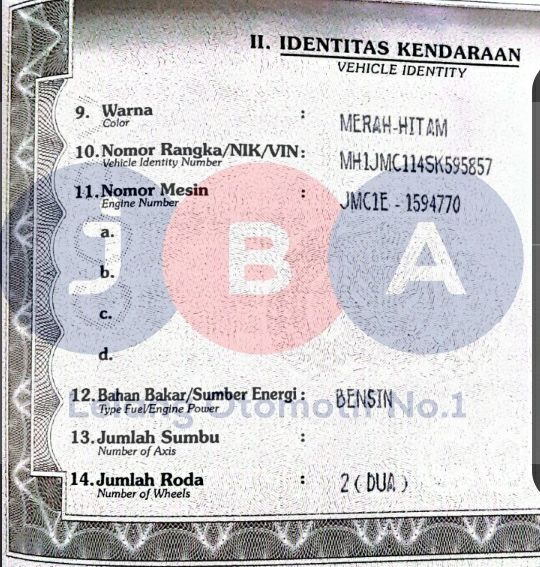 II. IDENTITAS KENDARAAN
VEHICLE IDENTITY
9. Warna : MERAH-HITAM
Color
10. Nomor Rangka/NIK/VIN : MH1JMC114SK595857
Vehicle Identity Number
11. Nomor Mesin : JMC1E - 1594770
Engine Number
a.
b.
c.
d.
JBA
12. Bahan Bakar/Sumber Energi : BENSIN
Type Fuel/Engine Power
Lelang Otomotif No.1
13. Jumlah Sumbu :
Number of Axis
14. Jumlah Roda : 2 ( DUA )
Number of Wheels